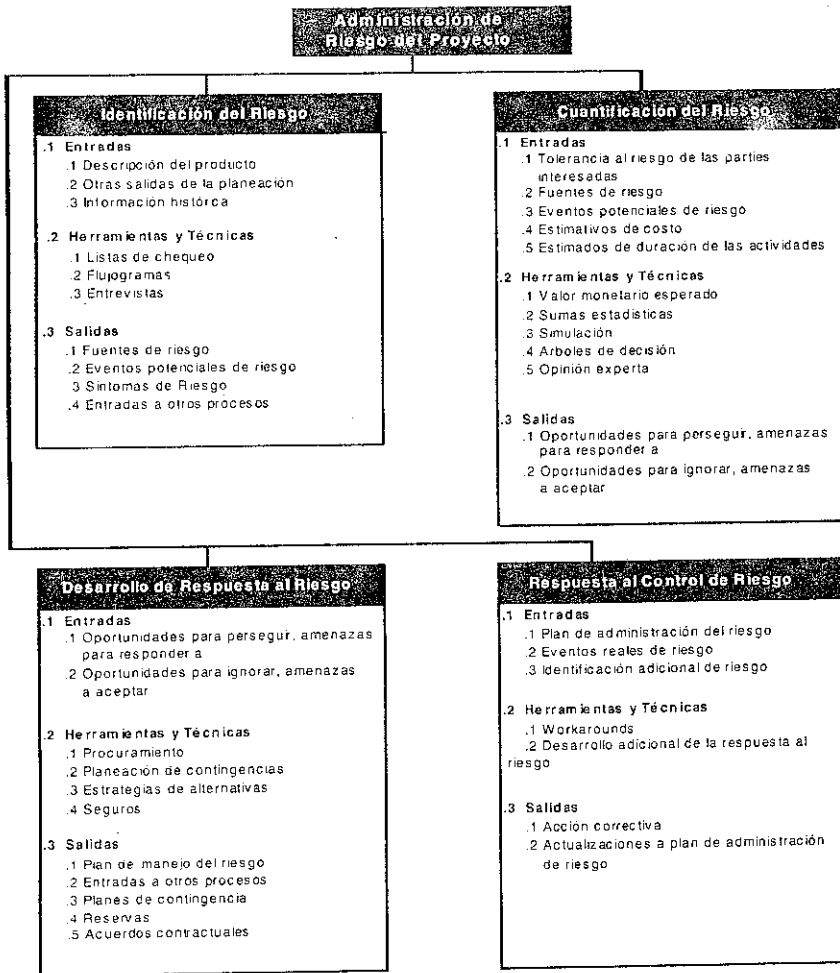 Administración de
Riesgo del Proyecto
Identificación del Riesgo
.1 Entradas
.1 Descripción del producto
.2 Otras salidas de la planeación
.3 Información histórca
.2 Herramientas y Técnicas
.1 Listas de chequeo
.2 Flujogramas
.3 Entrevistas
.3 Salidas
.1 Fuentes de riesgo
.2 Eventos potenciales de riesgo
3 Sintomas de Riesgo
.4 Entradas a otros procesos
Cuantificación del Riesgo
.1 Entradas
.1 Tolerancia al riesgo de las parties
interesadas
.2 Fuentes de riesgo
.3 Eventos potenciales de riesgo
.4 Estimativos de costo
.5 Estimados de duración de las actividades
.2 Herramientas y Técnicas
.1 Valor monetario esperado
.2 Sumas estadísticas
.3 Simulación
.4 Arboles de decisión
.5 Opinión experta
.3 Salidas
.1 Oportunidades para perseguir, amenazas
para responder a
.2 Oportunidades para ignorar, amenazas
a aceptar
Desarrollo de Respuesta al Riesgo
.1 Entradas
.1 Oportunidades para perseguir, amenazas
para responder a
.2 Oportunidades para ignorar, amenazas
a aceptar
.2 Herramientas y Técnicas
.1 Procuramiento
.2 Planeación de contingencias
.3 Estrategias de alternativas
.4 Seguros
.3 Salidas
.1 Plan de manejo del riesgo
.2 Entradas a otros procesos
.3 Planes de contingencia
.4 Reservas
.5 Acuerdos contractuales
Respuesta al Control de Riesgo
.1 Entradas
.1 Plan de administración del riesgo
.2 Eventos reales de riesgo
.3 Identificación adicional de riesgo
.2 Herramientas y Técnicas
.1 Workarounds
.2 Desarrollo adicional de la respuesta al
riesgo
.3 Salidas
.1 Acción correctiva
.2 Actualizaciones a plan de administración
de riesgo